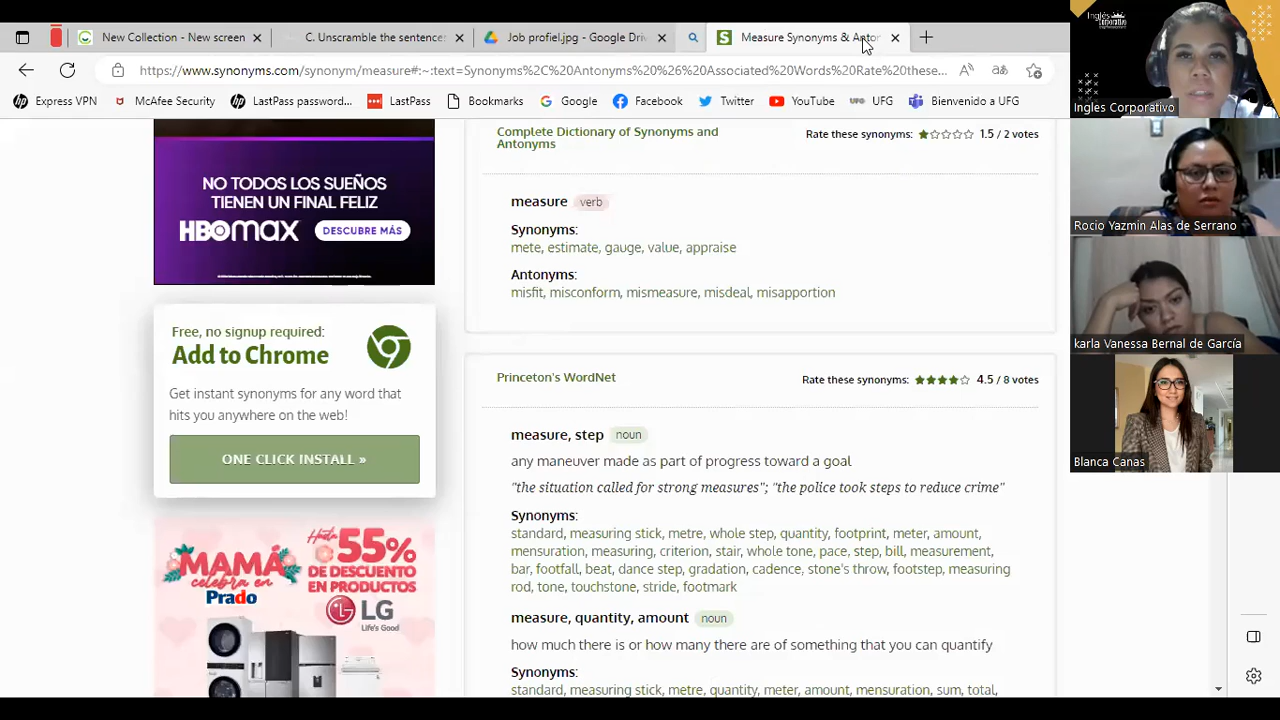 New Collection - New screen
C. Unscramble the sentences
Job profiel.jpg - Google Driv
Measure Synonyms & Anton
https://www.synonyms.com/synonym/measure#:~:text=Synonyms%2C%20Antonyms%20%26%20Associated%20Words%20Rate%20these...
Express VPN
McAfee Security
LastPass password...
LastPass
Bookmarks
Google
Facebook
Twitter
YouTube
UFG
Bienvenido a UFG
NO TODOS LOS SUEÑOS
TIENEN UN FINAL FELIZ
HBOMAX DESCUBRE MÁS
Free, no signup required:
Add to Chrome
Get instant synonyms for any word that
hits you anywhere on the web!
ONE CLICK INSTALL »
MAMÁ
celebra en
Prado
Hasta
55%
DE DESCUENTO
EN PRODUCTOS
LG
Life's Good
Complete Dictionary of Synonyms and
Antonyms
Rate these synonyms: 1.5 / 2 votes
measure verb
Synonyms:
mete, estimate, gauge, value, appraise
Antonyms:
misfit, misconform, mismeasure, misdeal, misapportion
Princeton's WordNet
Rate these synonyms: 4.5 / 8 votes
measure, step noun
any maneuver made as part of progress toward a goal
"the situation called for strong measures"; "the police took steps to reduce crime"
Synonyms:
standard, measuring stick, metre, whole step, quantity, footprint, meter, amount,
mensuration, measuring, criterion, stair, whole tone, pace, step, bill, measurement,
bar, footfall, beat, dance step, gradation, cadence, stone's throw, footstep, measuring
rod, tone, touchstone, stride, footmark
measure, quantity, amount noun
how much there is or how many there are of something that you can quantify
Synonyms:
standard, measuring stick, metre, quantity, meter, amount, mensuration, sum, total,
Inglés
Corporativo
Ingles Corporativo
Rocio Yazmín Alas de Serrano
karla Vanessa Bernal de García
Blanca Canas